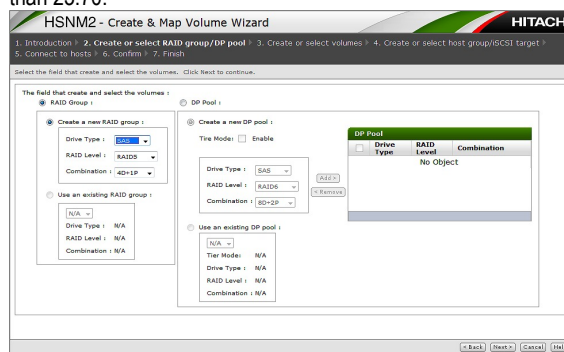 than 23.70.
HSNM2 - Create & Map Volume Wizard
HITACH
1. Introduction 2. Create or select RAID group/DP pool 3. Create or select volumes 4. Create or select host group/iSCSI target
5. Connect to hosts 6. Confirm 7. Finish
Select the field that create and select the volumes. Click Next to continue.
The field that create and select the volumes :
RAID Group :
DP Pool :
Create a new RAID group :
Drive Type : SAS
RAID Level : RAID5
Combination : 4D+1P
Use an existing RAID group :
N/A
Drive Type : N/A
RAID Level : N/A
Combination : N/A
Create a new DP pool :
Tire Mode: Enable
Drive Type : SAS
RAID Level : RAID6
Combination : 8D+2P
Add >
< Remove
DP Pool
Drive Type RAID Level Combination
No Object
Use an existing DP pool :
N/A
Tier Mode: N/A
Drive Type : N/A
RAID Level : N/A
Combination : N/A
< Back Next > Cancel Hel